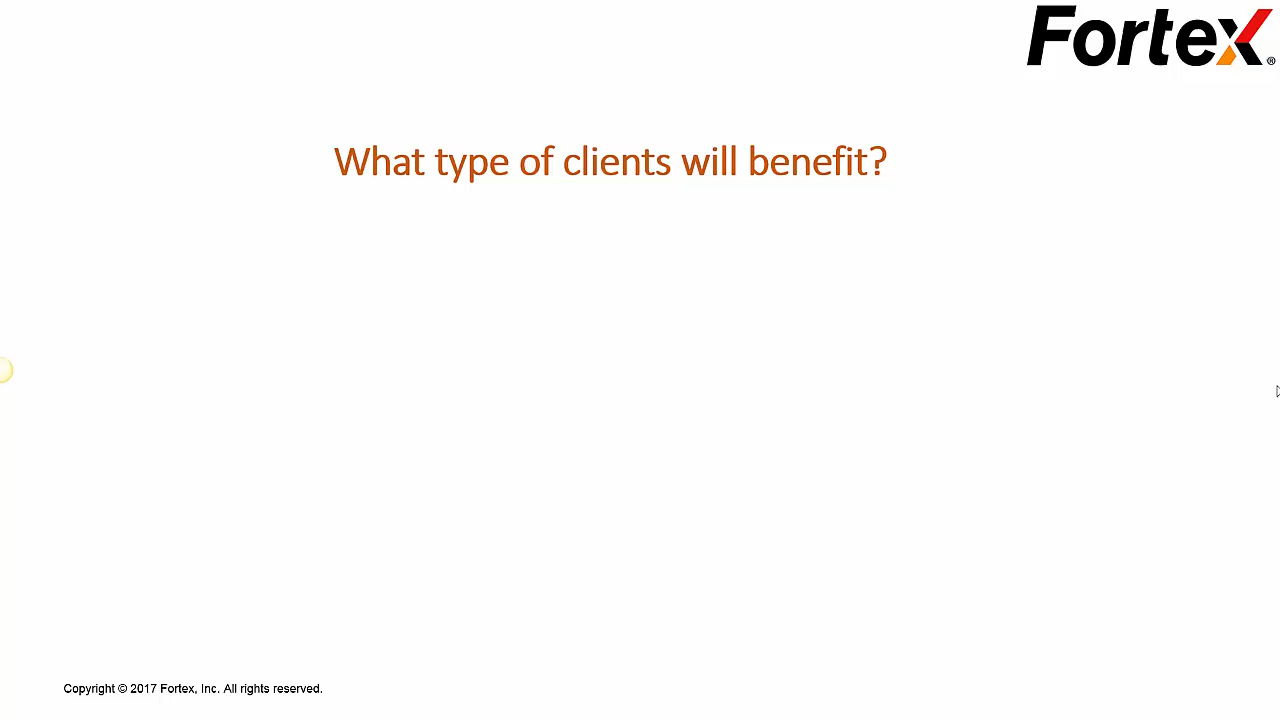 Fortex®
What type of clients will benefit?
Copyright © 2017 Fortex, Inc. All rights reserved.